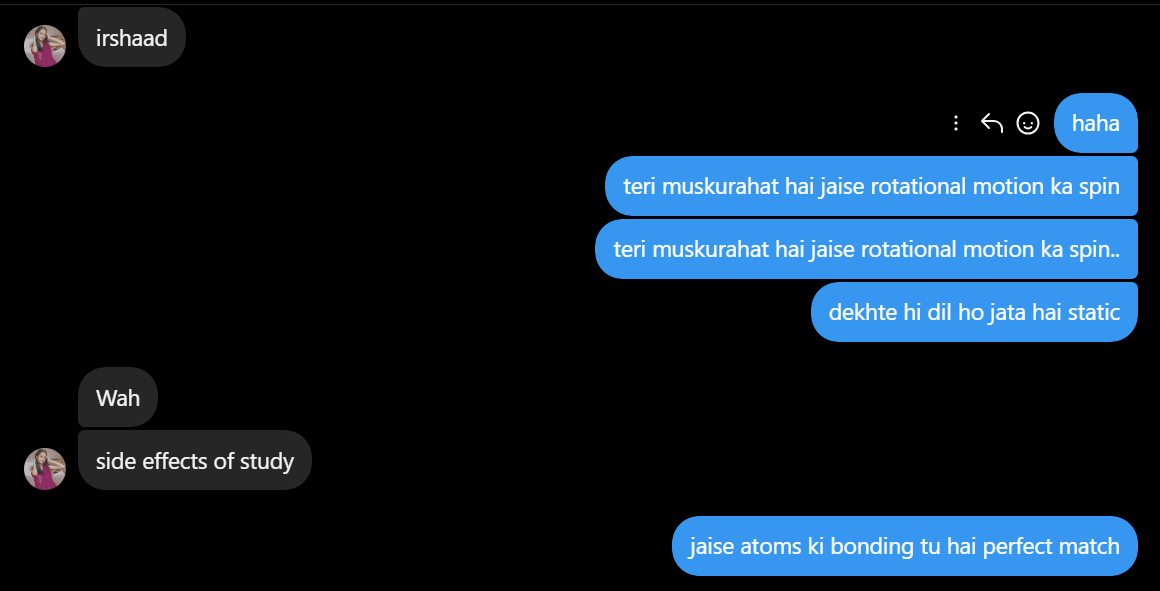 irshaad
haha
teri muskurahat hai jaise rotational motion ka spin
teri muskurahat hai jaise rotational motion ka spin..
dekhte hi dil ho jata hai static
Wah
side effects of study
jaise atoms ki bonding tu hai perfect match